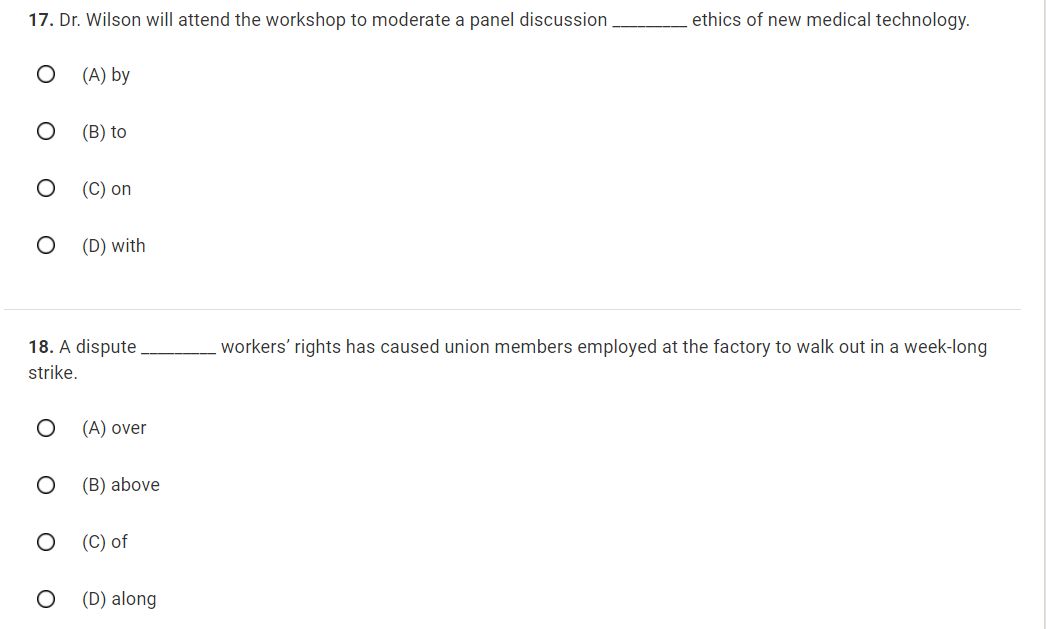 17. Dr. Wilson will attend the workshop to moderate a panel discussion _________ ethics of new medical technology.
(A) by
(B) to
(C) on
(D) with
18. A dispute _________ workers’ rights has caused union members employed at the factory to walk out in a week-long
strike.
(A) over
(B) above
(C) of
(D) along